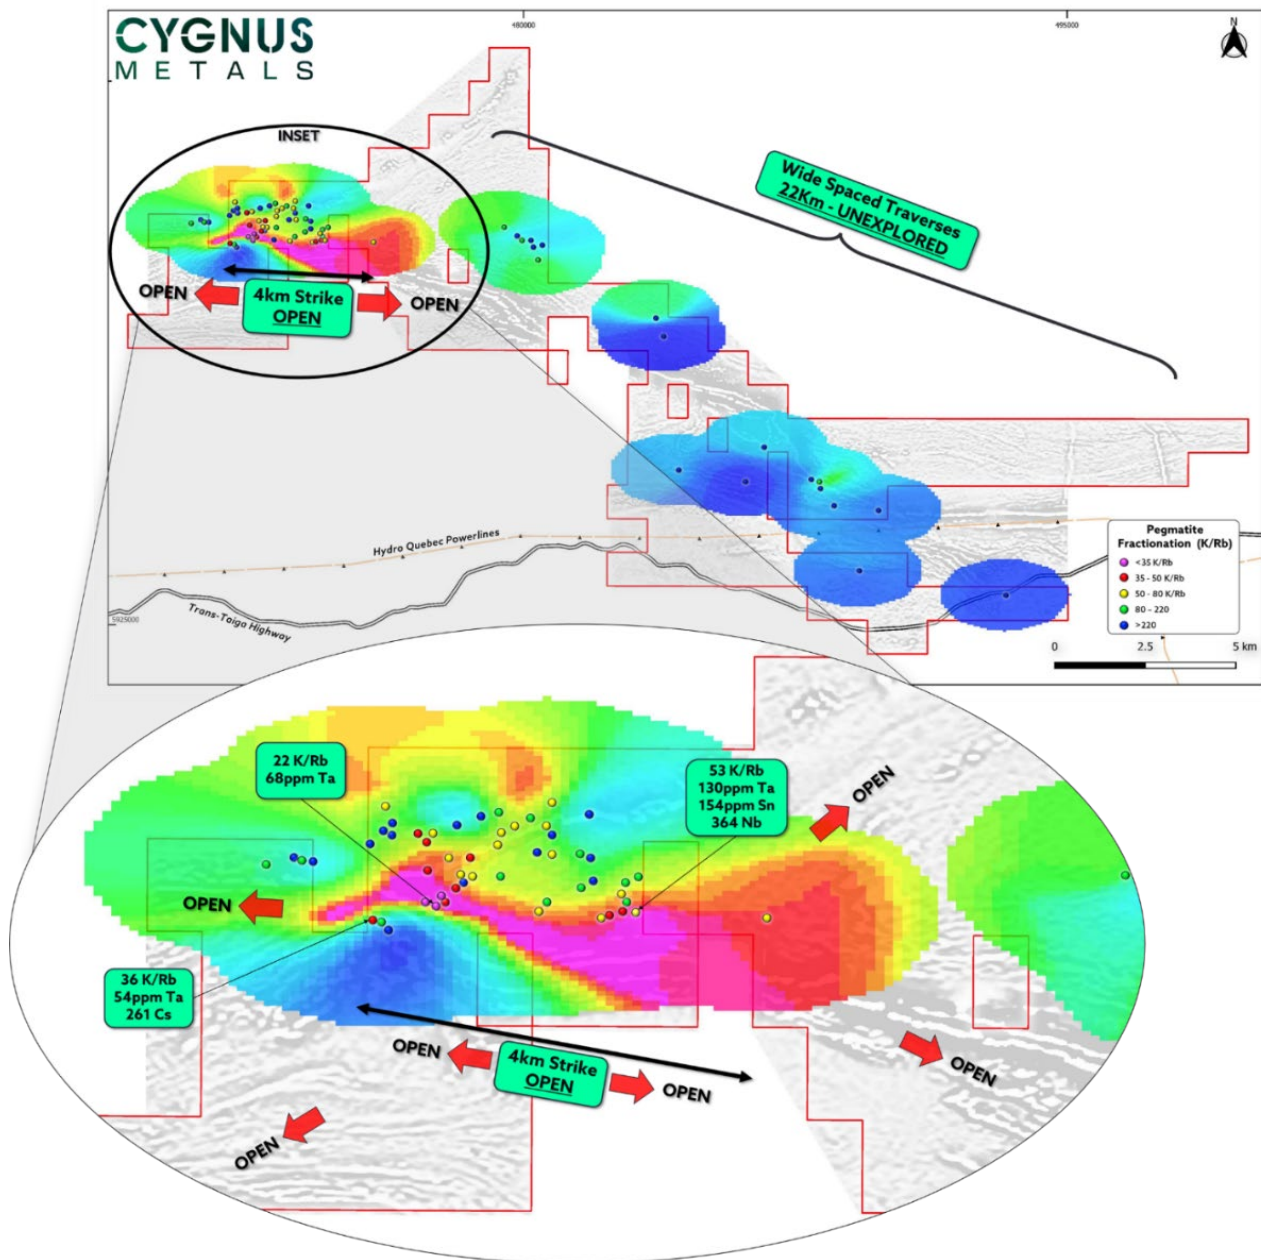 CYGNUS
METALS
480000
495000
N
INSET
Wide Spaced Traverses
22Km - UNEXPLORED
OPEN
4km Strike
OPEN
OPEN
Hydro Quebec Powerlines
Trans-Taiga Highway
5925000
Pegmatite
Fractionation (K/Rb)
<35 K/Rb
35 - 50 K/Rb
50 - 80 K/Rb
80 - 220
>220
0
2.5
5 km
22 K/Rb
68ppm Ta
53 K/Rb
130ppm Ta
154ppm Sn
364 Nb
OPEN
OPEN
36 K/Rb
54ppm Ta
261 Cs
OPEN
4km Strike
OPEN
OPEN
OPEN
OPEN